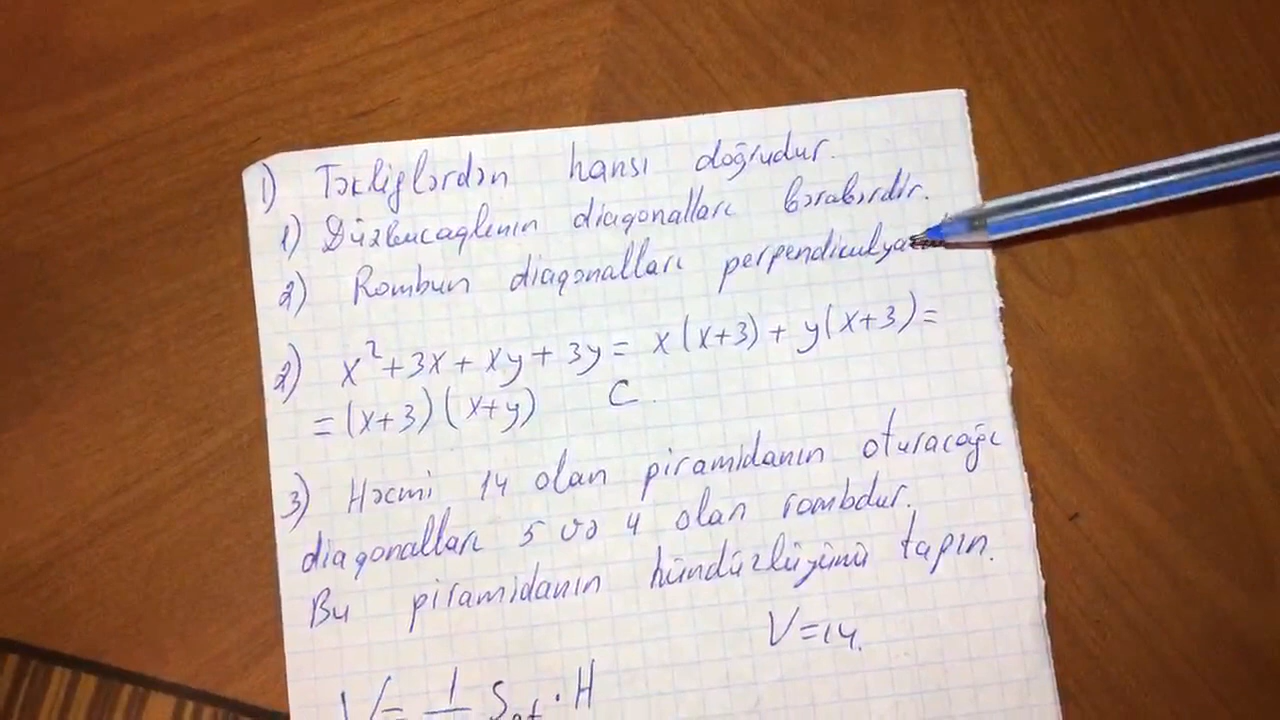 1) Təkliflərdən hansı doğrudur.
1) Düzbucaqlının diaqonalları bərabərdir.
2) Rombun diaqonalları
2) x²+3x+xy+3y = x(x+3)+y(x+3)=
=(x+3)(x+y) C.
3) Həcmi 14 olan piramidanın oturacağı
diaqonalları 5 və 4 olan rombdur.
Bu piramidanın hündürlüyünü tapın.
V=14.
V= 1 S H